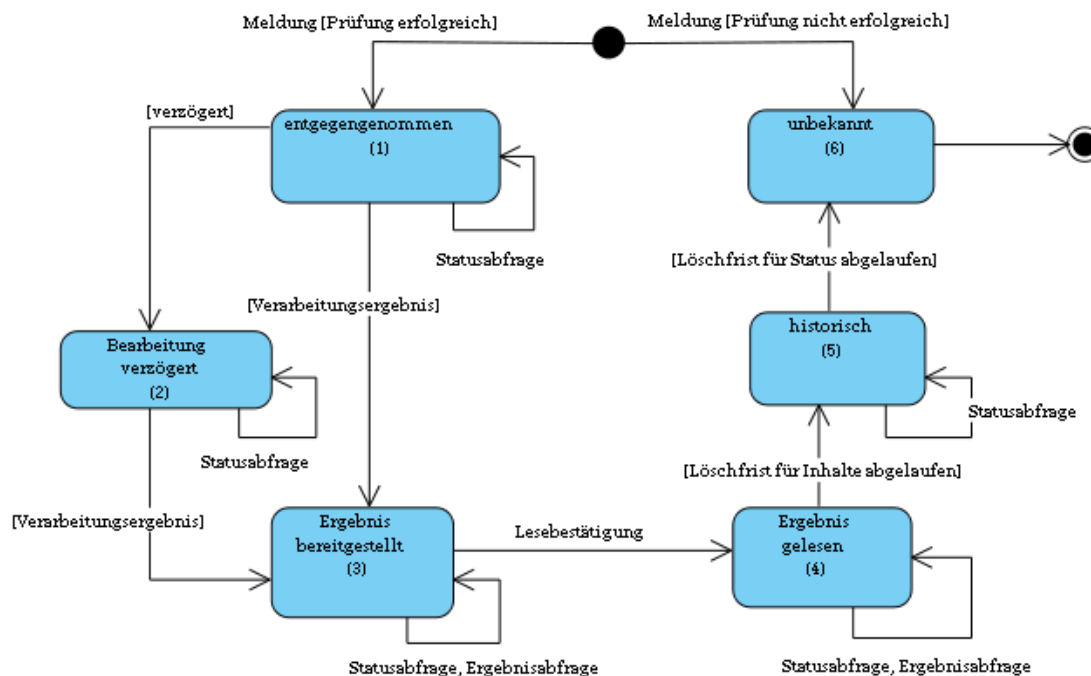 Meldung [Prüfung erfolgreich]
Meldung [Prüfung nicht erfolgreich]
[verzögert]
entgegengenommen
(1)
unbekannt
(6)
Statusabfrage
[Löschfrist für Status abgelaufen]
[Verarbeitungsergebnis]
historisch
(5)
Bearbeitung
verzögert
(2)
Statusabfrage
Statusabfrage
[Löschfrist für Inhalte abgelaufen]
[Verarbeitungsergebnis]
Ergebnis
bereitgestellt
(3)
Lesebestätigung
Ergebnis
gelesen
(4)
Statusabfrage, Ergebnisabfrage
Statusabfrage, Ergebnisabfrage